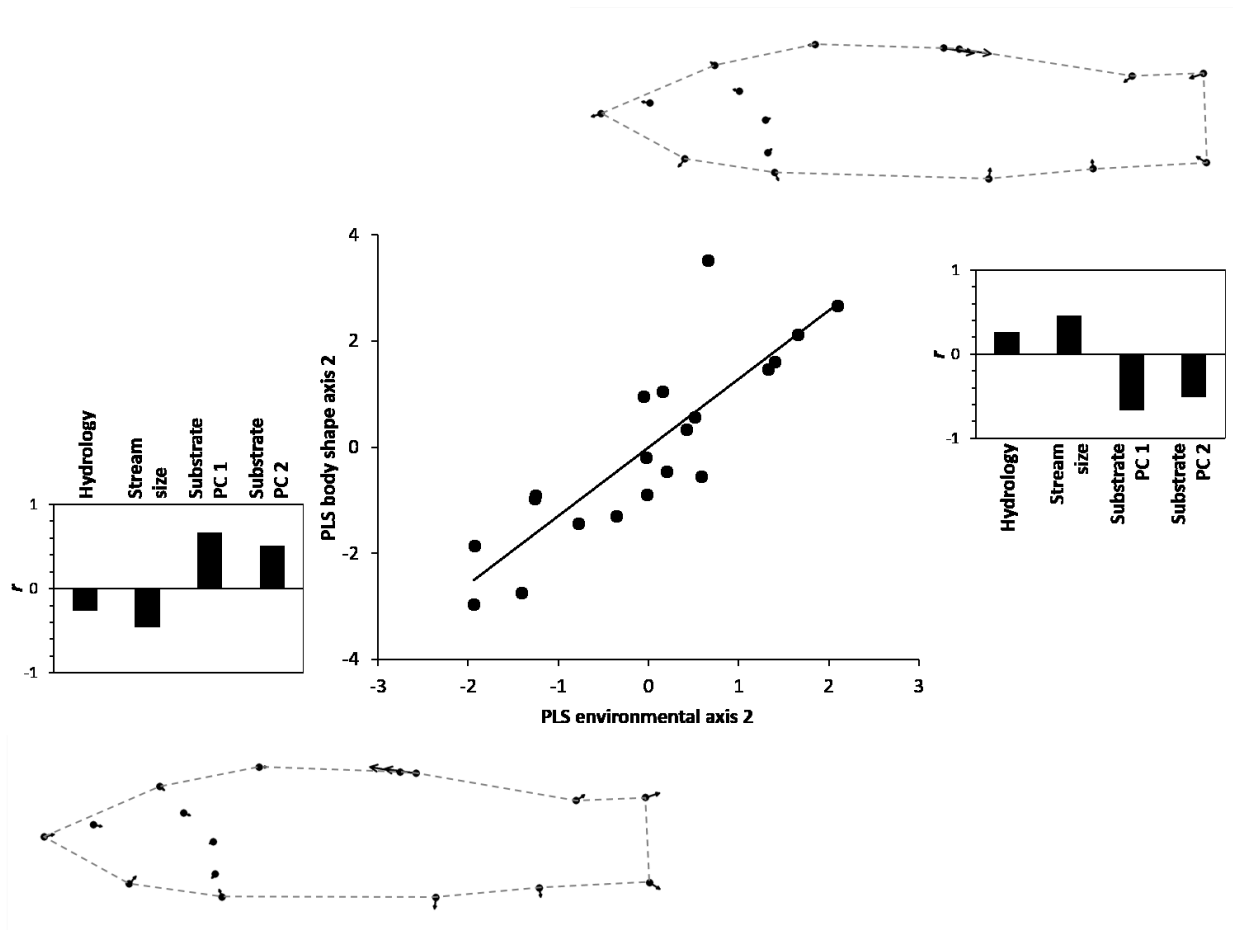 4
2
0
-2
-4
-3
-2
-1
0
1
2
3
PLS body shape axis 2
PLS environmental axis 2
Hydrology
Stream
size
Substrate
PC 1
Substrate
PC 2
1
0
-1
r
1
0
-1
r
Hydrology
Stream
size
Substrate
PC 1
Substrate
PC 2